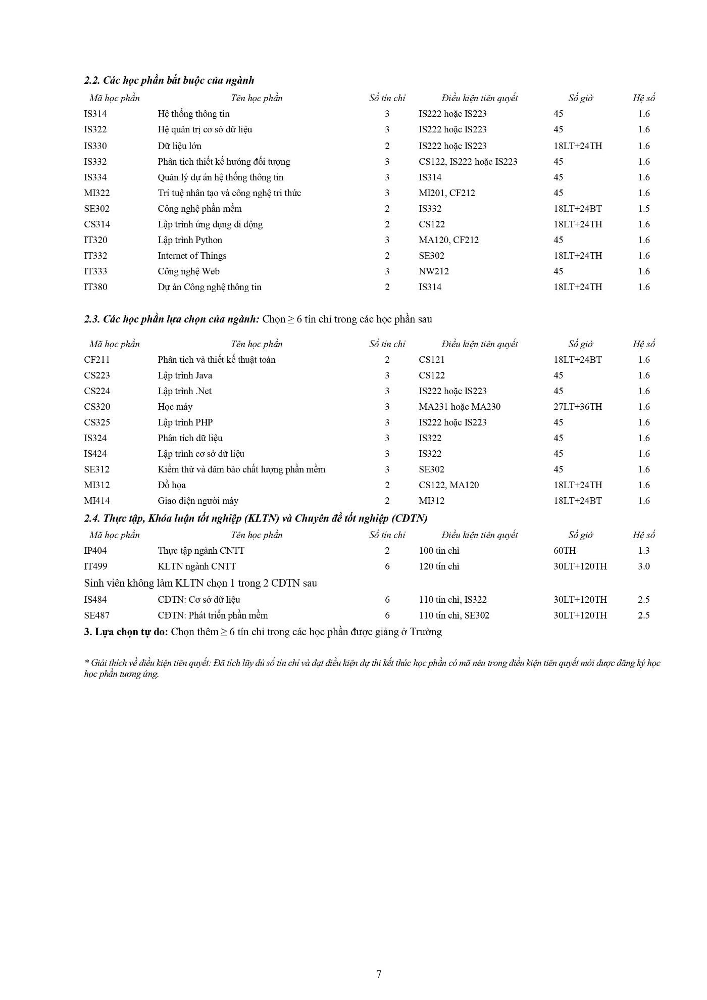 2.2. Các học phần bắt buộc của ngành
Mã học phần Tên học phần Số tín chỉ Điều kiện tiên quyết Số giờ Hệ số
IS314 Hệ thống thông tin 3 IS222 hoặc IS223 45 1.6
IS322 Hệ quản trị cơ sở dữ liệu 3 IS222 hoặc IS223 45 1.6
IS330 Dữ liệu lớn 2 IS222 hoặc IS223 18LT+24TH 1.6
IS332 Phân tích thiết kế hướng đối tượng 3 CS122, IS222 hoặc IS223 45 1.6
IS334 Quản lý dự án hệ thống thông tin 3 IS314 45 1.6
MI322 Trí tuệ nhân tạo và công nghệ tri thức 3 MI201, CF212 45 1.6
SE302 Công nghệ phần mềm 2 IS332 18LT+24BT 1.5
CS314 Lập trình ứng dụng di động 2 CS122 18LT+24TH 1.6
IT320 Lập trình Python 3 MA120, CF212 45 1.6
IT332 Internet of Things 2 SE302 18LT+24TH 1.6
IT333 Công nghệ Web 3 NW212 45 1.6
IT380 Dự án Công nghệ thông tin 2 IS314 18LT+24TH 1.6
2.3. Các học phần lựa chọn của ngành: Chọn ≥ 6 tín chỉ trong các học phần sau
Mã học phần Tên học phần Số tín chỉ Điều kiện tiên quyết Số giờ Hệ số
CF211 Phân tích và thiết kế thuật toán 2 CS121 18LT+24BT 1.6
CS223 Lập trình Java 3 CS122 45 1.6
CS224 Lập trình .Net 3 IS222 hoặc IS223 45 1.6
CS320 Học máy 3 MA231 hoặc MA230 27LT+36TH 1.6
CS325 Lập trình PHP 3 IS222 hoặc IS223 45 1.6
IS324 Phân tích dữ liệu 3 IS322 45 1.6
IS424 Lập trình cơ sở dữ liệu 3 IS322 45 1.6
SE312 Kiểm thử và đảm bảo chất lượng phần mềm 3 SE302 45 1.6
MI312 Đồ họa 2 CS122, MA120 18LT+24TH 1.6
MI414 Giao diện người máy 2 MI312 18LT+24BT 1.6
2.4. Thực tập, Khóa luận tốt nghiệp (KLTN) và Chuyên đề tốt nghiệp (CĐTN)
Mã học phần Tên học phần Số tín chỉ Điều kiện tiên quyết Số giờ Hệ số
IP404 Thực tập ngành CNTT 2 100 tín chỉ 60TH 1.3
IT499 KLTN ngành CNTT 6 120 tín chỉ 30LT+120TH 3.0
Sinh viên không làm KLTN chọn 1 trong 2 CĐTN sau
IS484 CĐTN: Cơ sở dữ liệu 6 110 tín chỉ, IS322 30LT+120TH 2.5
SE487 CĐTN: Phát triển phần mềm 6 110 tín chỉ, SE302 30LT+120TH 2.5
3. Lựa chọn tự do: Chọn thêm ≥ 6 tín chỉ trong các học phần được giảng ở Trường
* Giải thích về điều kiện tiên quyết: Đã tích lũy đủ số tín chỉ và đạt điều kiện dự thi kết thúc học phần có mã nêu trong điều kiện tiên quyết mới được đăng ký học
học phần tương ứng.
7